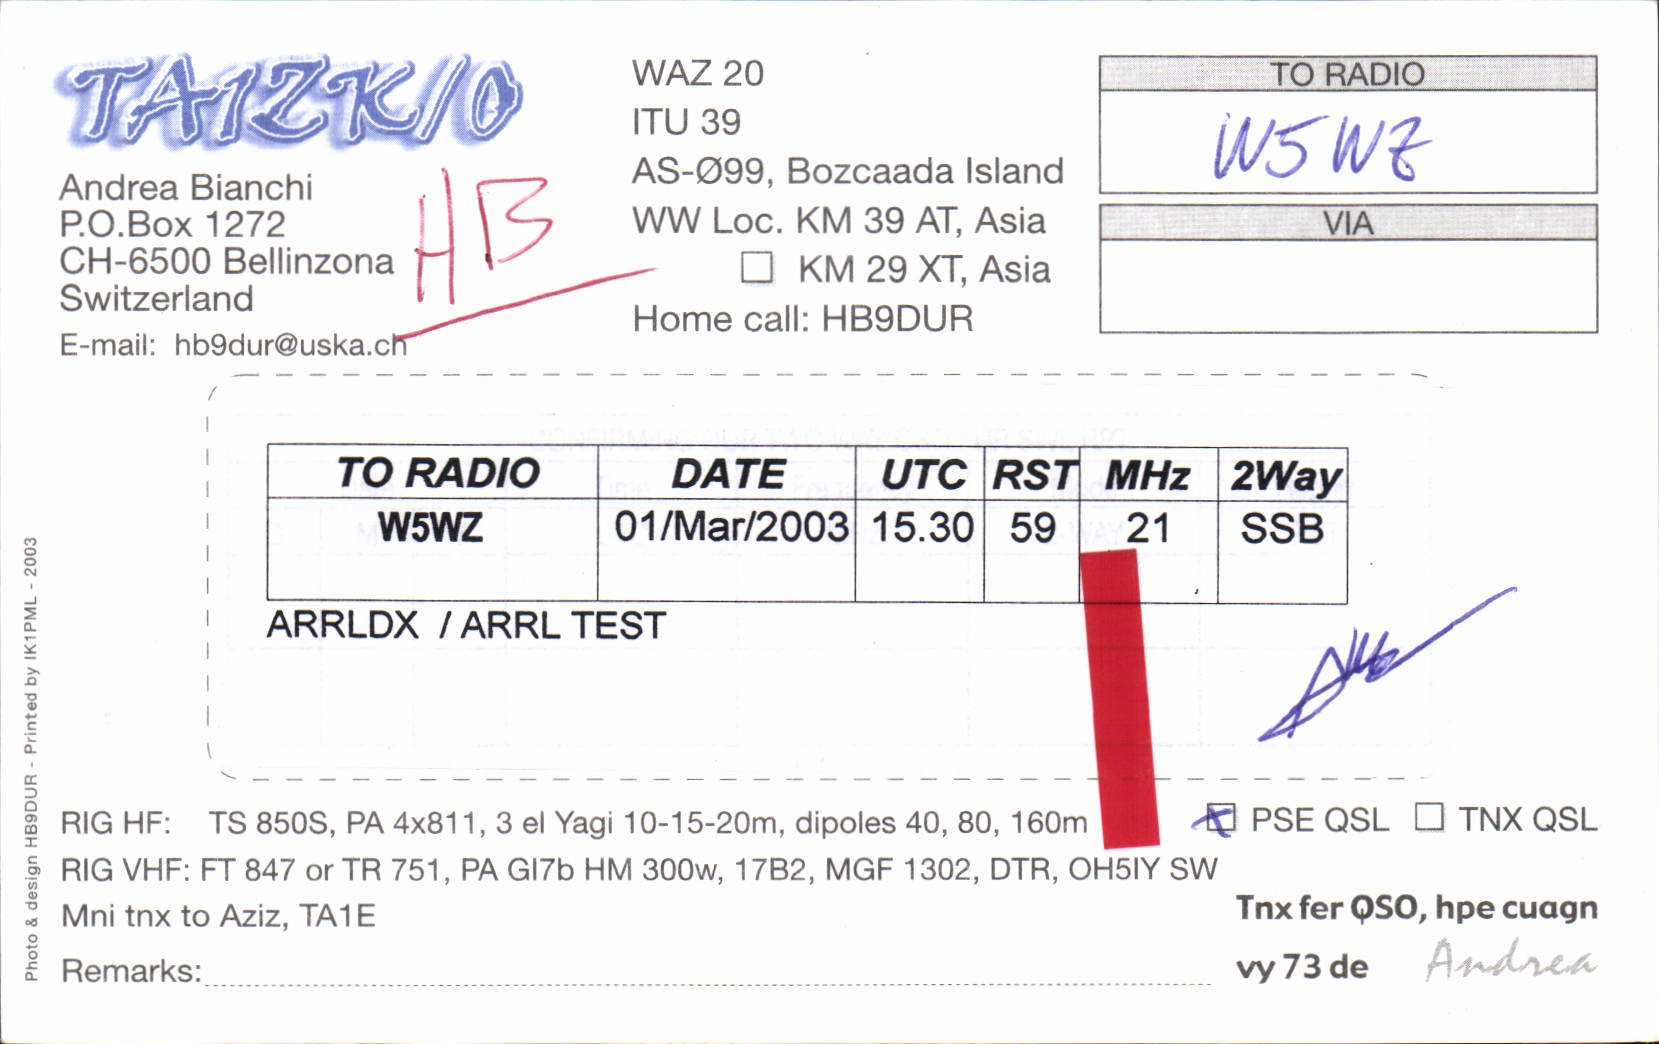 TA1ZK/0
Andrea Bianchi
P.O.Box 1272
CH-6500 Bellinzona
Switzerland
E-mail: hb9dur@uska.ch
HB
WAZ 20
ITU 39
AS-Ø99, Bozcaada Island
WW Loc. KM 39 AT, Asia
KM 29 XT, Asia
Home call: HB9DUR
TO RADIO
W5WZ
VIA
TO RADIO DATE UTC RST MHz 2Way
W5WZ 01/Mar/2003 15.30 59 21 SSB
ARRLDX / ARRL TEST
RIG HF: TS 850S, PA 4x811, 3 el Yagi 10-15-20m, dipoles 40, 80, 160m
RIG VHF: FT 847 or TR 751, PA GI7b HM 300w, 17B2, MGF 1302, DTR, OH5IY SW
Mni tnx to Aziz, TA1E
Remarks:
X PSE QSL TNX QSL
Tnx fer QSO, hpe cuagn
vy 73 de Andrea
Photo & design HB9DUR - Printed by IK1PML - 2003